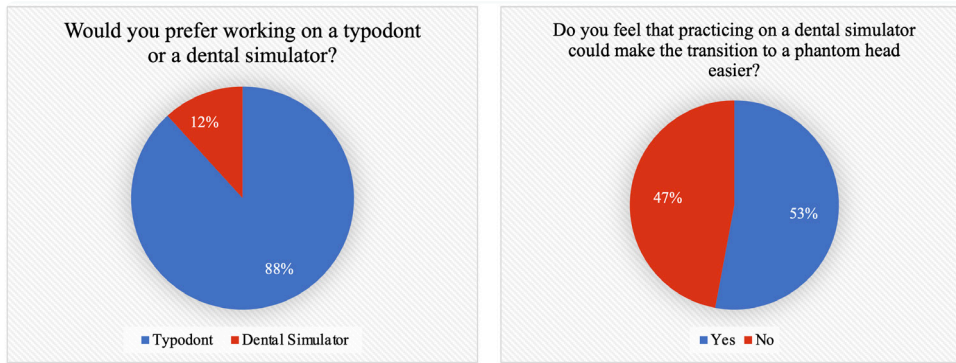 Would you prefer working on a typodont
or a dental simulator?
12%
88%
Typodont Dental Simulator
Do you feel that practicing on a dental simulator
could make the transition to a phantom head
easier?
47%
53%
Yes No